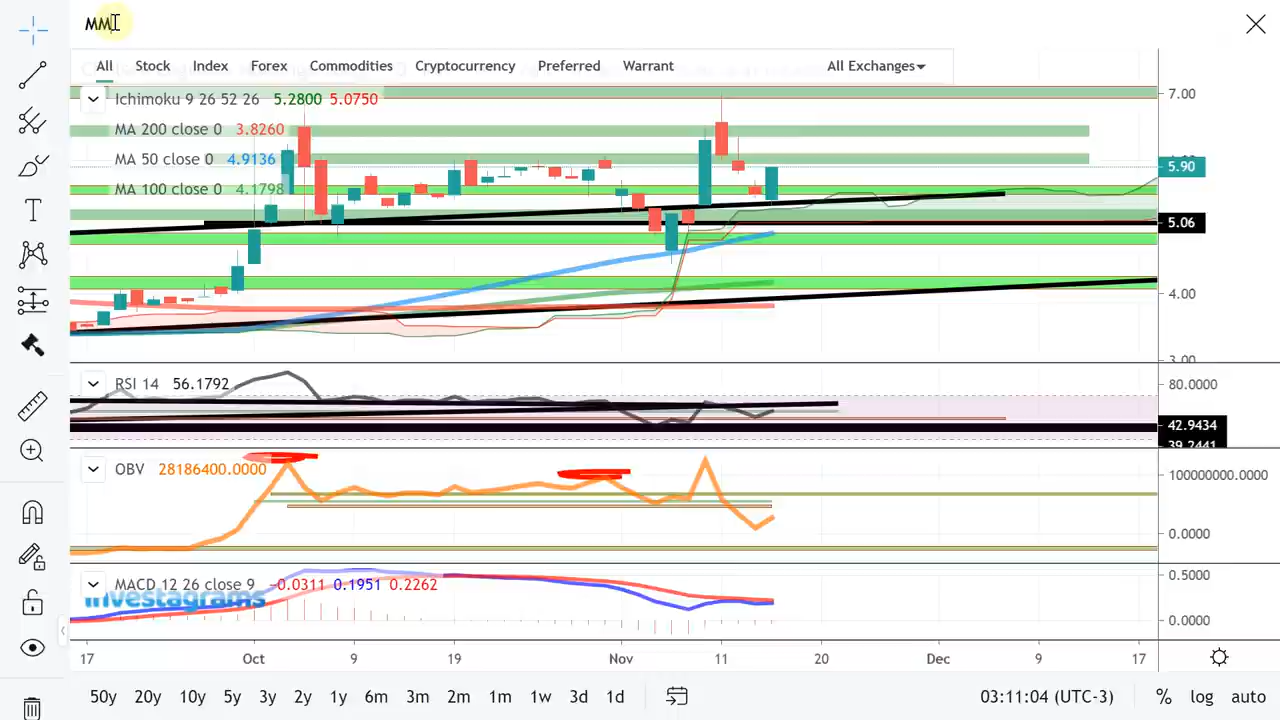 MM
All Stock Index Forex Commodities Cryptocurrency Preferred Warrant All Exchanges
Ichimoku 9 26 52 26 5.2800 5.0750
7.00
MA 200 close 0 3.8260
MA 50 close 0 4.9136
5.90
MA 100 close 0 4.1798
5.06
4.00
3.00
RSI 14 56.1792
80.0000
42.9434
39.2441
OBV 28186400.0000
100000000.0000
0.0000
MACD 12 26 close 9 -0.0311 0.1951 0.2262
0.5000
Investagrams
0.0000
17 Oct 9 19 Nov 11 20 Dec 9 17
50y 20y 10y 5y 3y 2y 1y 6m 3m 2m 1m 1w 3d 1d 03:11:04 (UTC-3) % log auto